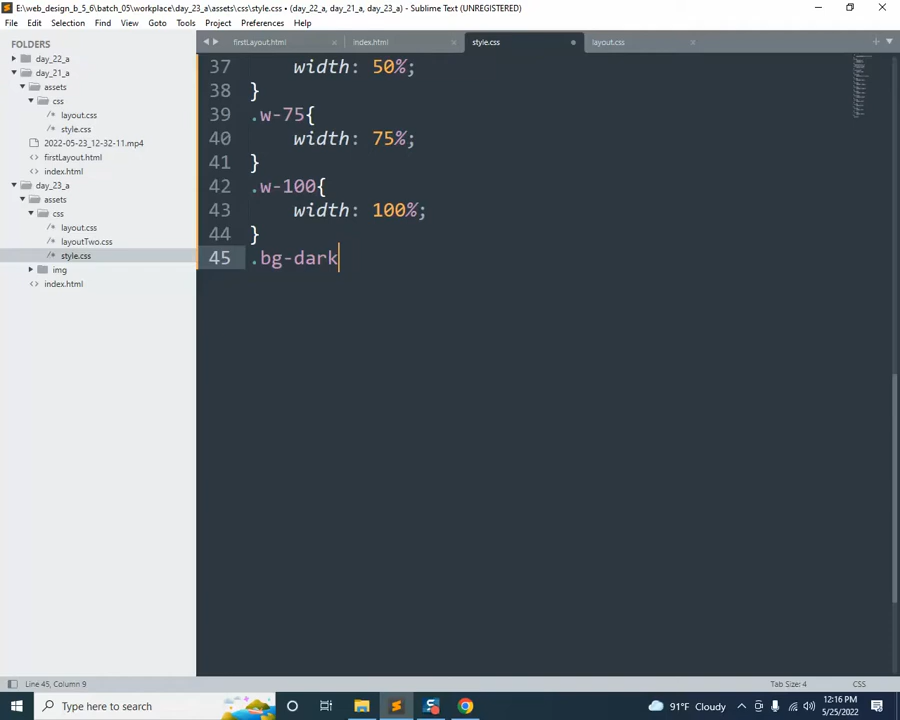 E:\web_design_b_5_6\batch_05\workplace\day_23_a\assets\css\style.css • (day_22_a, day_21_a, day_23_a) - Sublime Text (UNREGISTERED)
File Edit Selection Find View Goto Tools Project Preferences Help
FOLDERS
day_22_a
day_21_a
assets
css
/* layout.css
/* style.css
2022-05-23_12-32-11.mp4
<> firstLayout.html
<> index.html
day_23_a
assets
css
/* layout.css
/* layoutTwo.css
/* style.css
img
<> index.html
firstLayout.html × index.html × style.css • layout.css ×
37 width: 50%;
38 }
39 .w-75{
40 width: 75%;
41 }
42 .w-100{
43 width: 100%;
44 }
45 .bg-dark
Line 45, Column 9 Tab Size: 4 CSS
Type here to search 91°F Cloudy 12:16 PM
5/25/2022